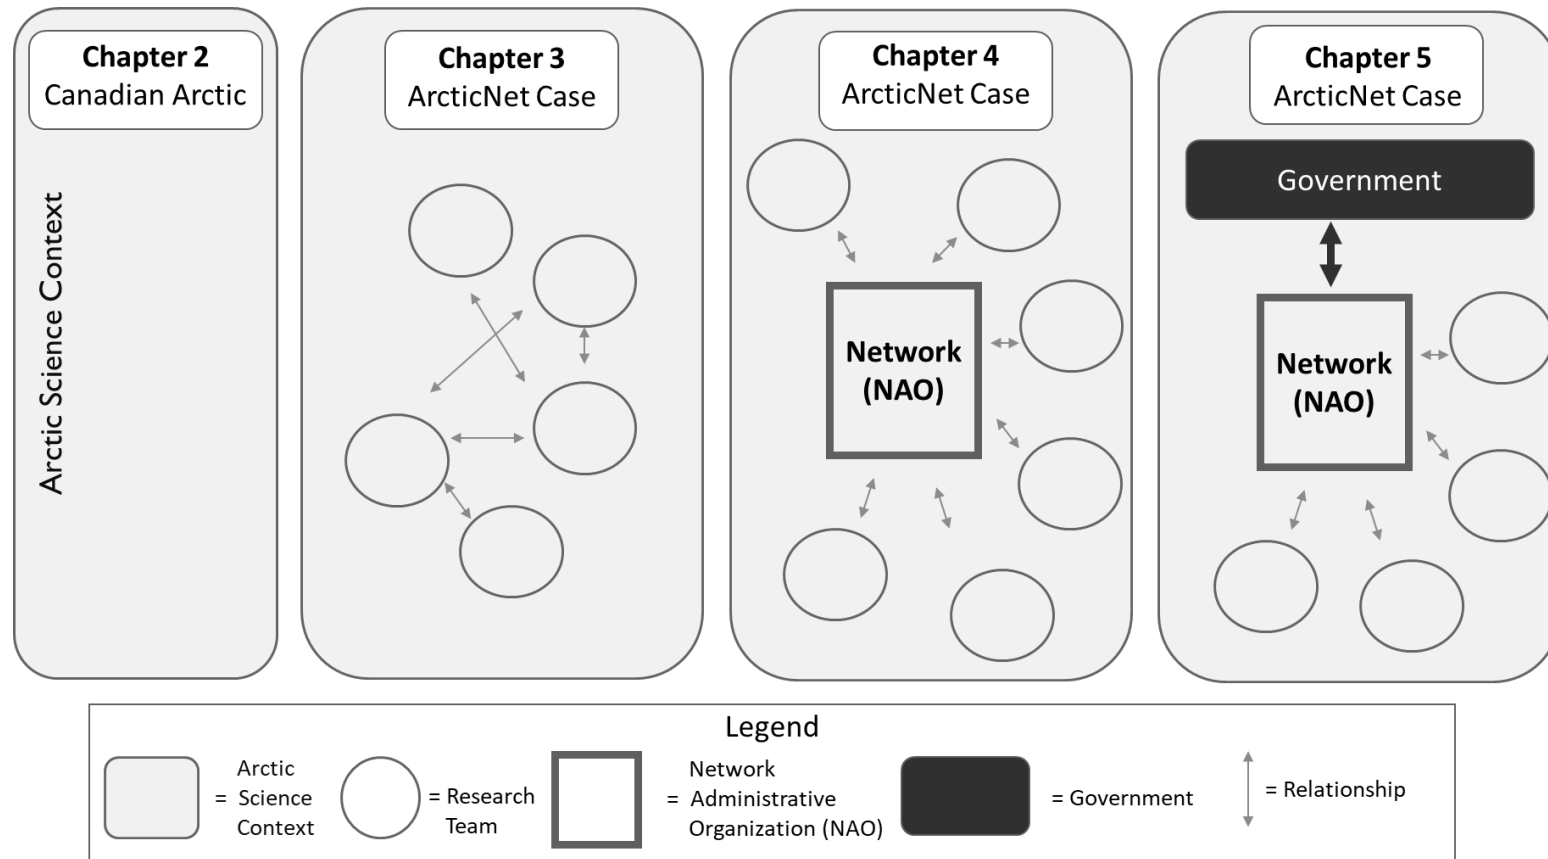 Chapter 2
Canadian Arctic
Arctic Science Context
Chapter 3
ArcticNet Case
Chapter 4
ArcticNet Case
Network
(NAO)
Chapter 5
ArcticNet Case
Government
Network
(NAO)
Legend
Arctic
= Science
Context
= Research
Team
Network
= Administrative
Organization (NAO)
= Government
= Relationship